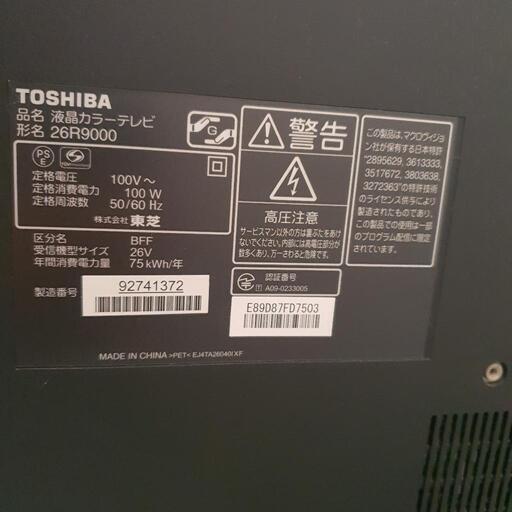 TOSHIBA
品名 液晶カラーテレビ
形名 26R9000
G
PS
E
定格電圧 100V～
定格消費電力 100 W
定格周波数 50/60 Hz
株式会社 東芝
区分名 BFF
受信機型サイズ 26V
年間消費電力量 75 kWh/年
製造番号 92741372
警告
高圧注意
サービスマン以外の方は裏ぶたをあけ
ないでください。内部には高電圧部分が
数多くあり、万一さわると危険です。
認証番号
T A09-0233005
E89D87FD7503
この製品は、マクロヴィジョ
ン社が保有する日本特許
"2895629, 3613333,
3517672, 3803638,
3272363"の特許技術
のライセンス供与により
製造されています。この製
品での使用は一部の
プログラム配信に限定さ
れています。
MADE IN CHINA >PET< EJ4TA26040IXF